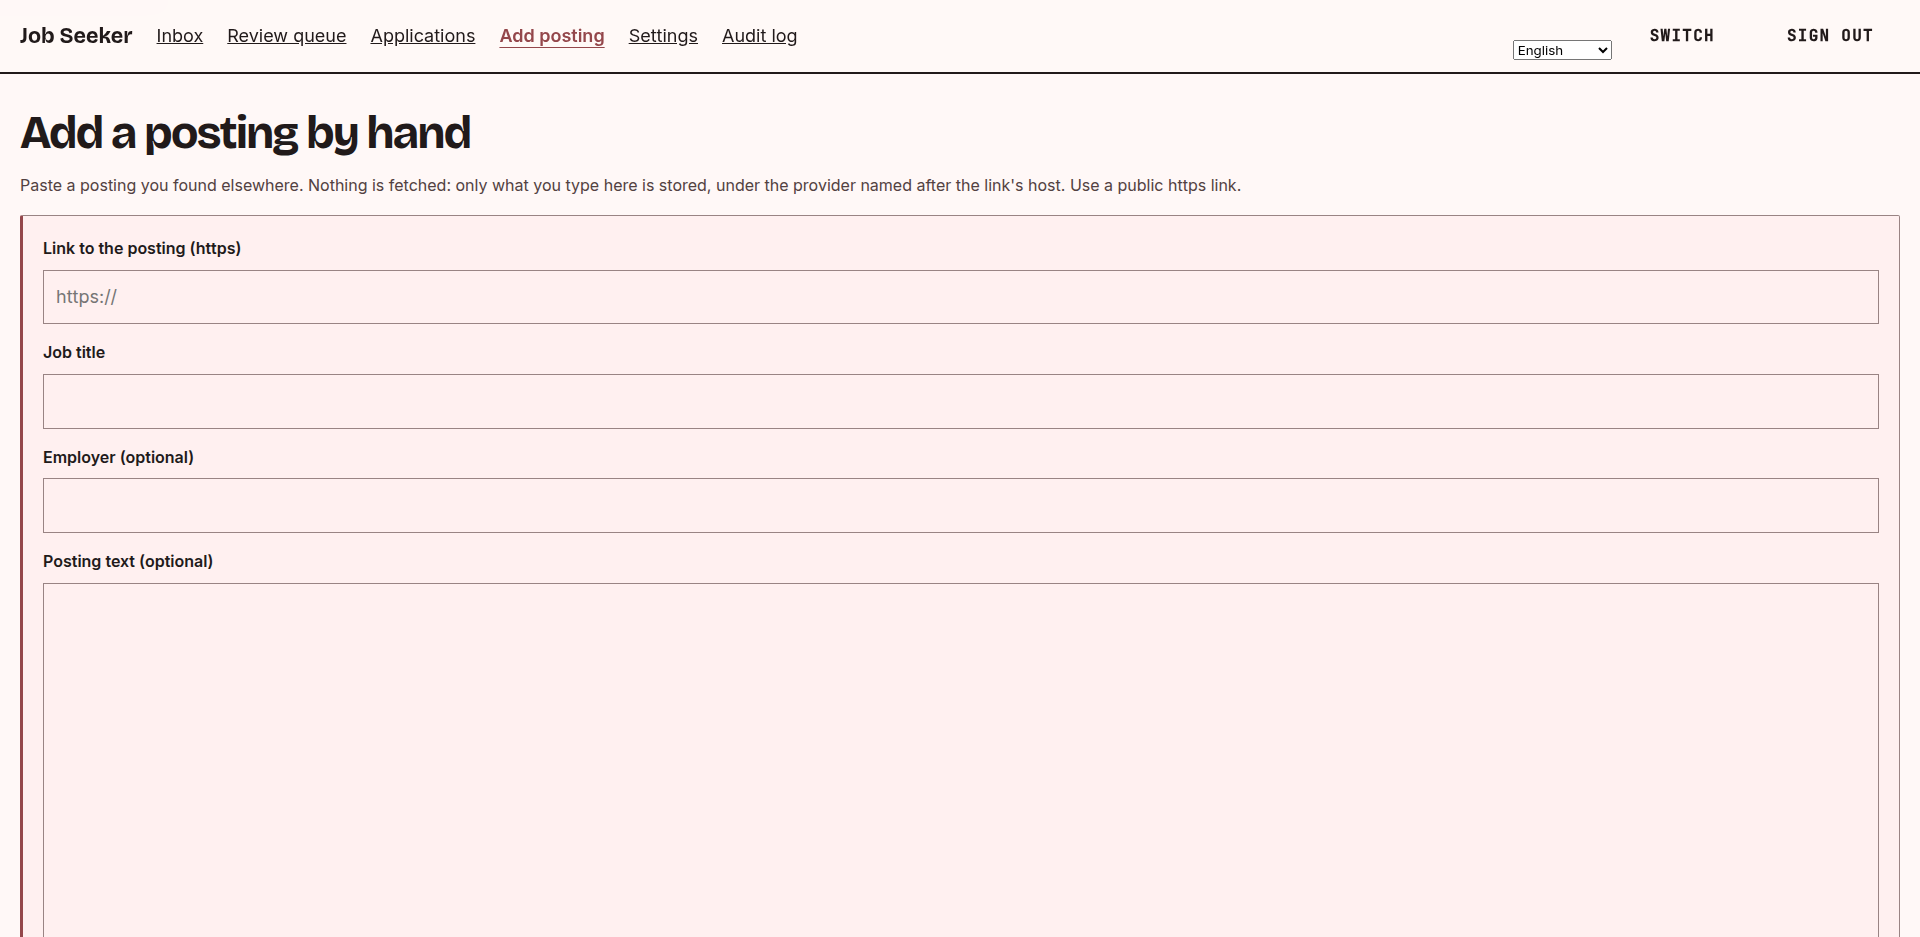 Job Seeker Inbox Review queue Applications Add posting Settings Audit log English SWITCH SIGN OUT
Add a posting by hand
Paste a posting you found elsewhere. Nothing is fetched: only what you type here is stored, under the provider named after the link's host. Use a public https link.
Link to the posting (https)
https://
Job title
Employer (optional)
Posting text (optional)